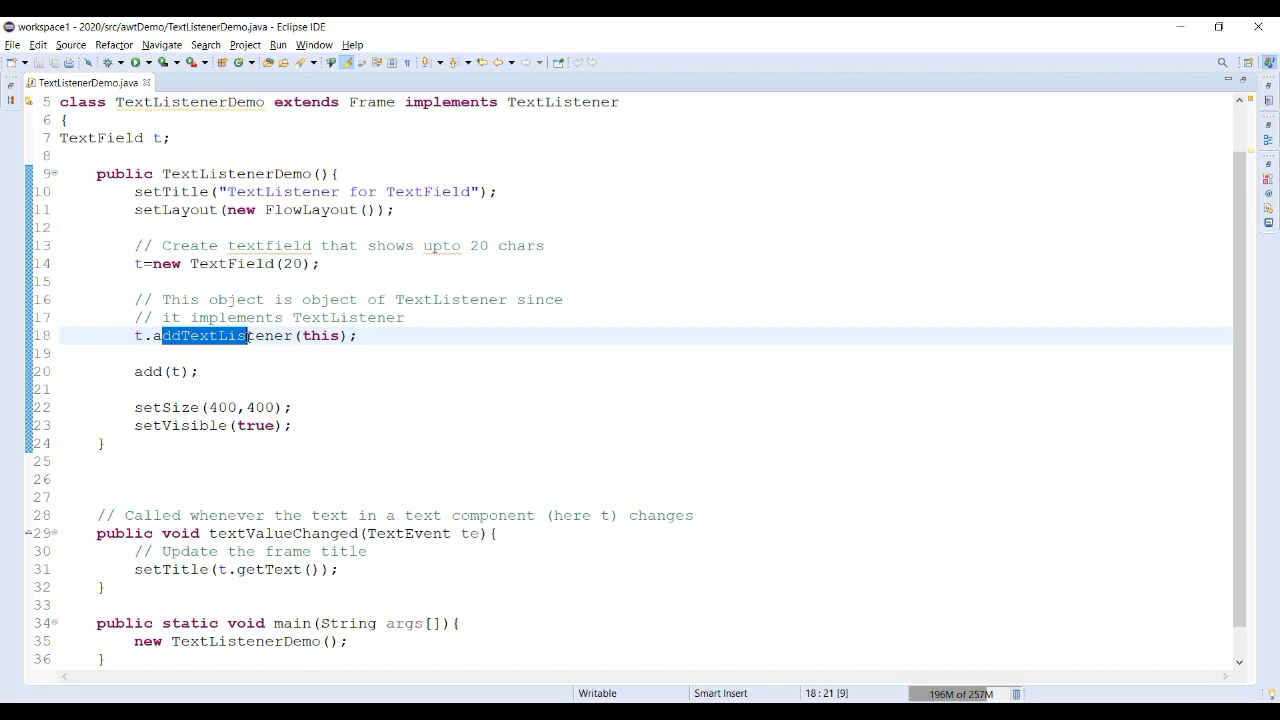 workspace1 - 2020/src/awtDemo/TextListenerDemo.java - Eclipse IDE
File Edit Source Refactor Navigate Search Project Run Window Help
TextListenerDemo.java
5 class TextListenerDemo extends Frame implements TextListener
6 {
7 TextField t;
8
9 public TextListenerDemo(){
10 setTitle("TextListener for TextField");
11 setLayout(new FlowLayout());
12
13 // Create textfield that shows upto 20 chars
14 t=new TextField(20);
15
16 // This object is object of TextListener since
17 // it implements TextListener
18 t.addTextListener(this);
19
20 add(t);
21
22 setSize(400,400);
23 setVisible(true);
24 }
25
26
27
28 // Called whenever the text in a text component (here t) changes
29 public void textValueChanged(TextEvent te){
30 // Update the frame title
31 setTitle(t.getText());
32 }
33
34 public static void main(String args[]){
35 new TextListenerDemo();
36 }
Writable Smart Insert 18 : 21 [9] 196M of 257M